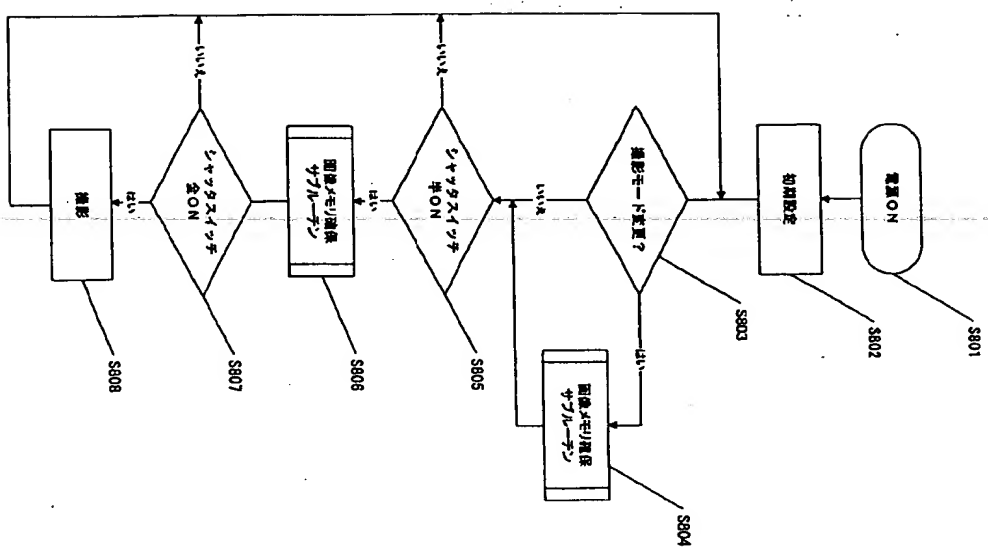 電源ON
S801
初期設定
S802
撮影モード変更?
S803
はい
いいえ
画像メモリ確保
サブルーチン
S804
シャッタスイッチ
半ON
S805
いいえ
はい
画像メモリ確保
サブルーチン
S806
シャッタスイッチ
全ON
S807
いいえ
はい
撮影
S808